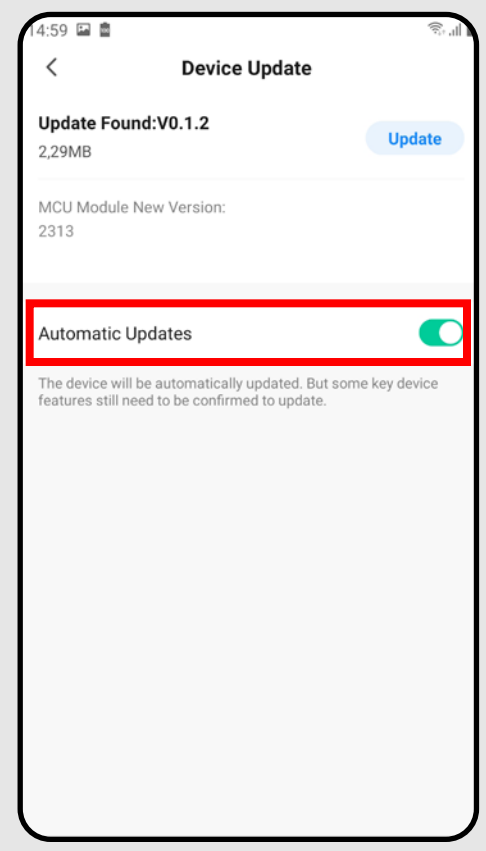 14:59
Device Update
Update Found:V0.1.2
Update
2,29MB
MCU Module New Version:
2313
Automatic Updates
The device will be automatically updated. But some key device
features still need to be confirmed to update.